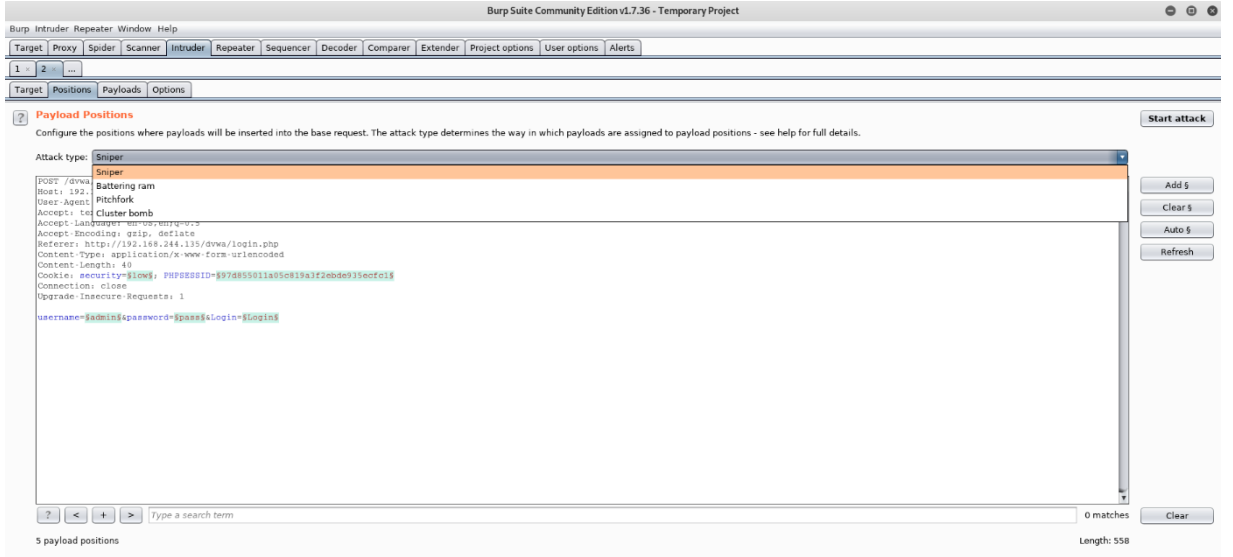 Burp Suite Community Edition v1.7.36 - Temporary Project
Burp Intruder Repeater Window Help
Target Proxy Spider Scanner Intruder Repeater Sequencer Decoder Comparer Extender Project options User options Alerts
1 × 2 × ...
Target Positions Payloads Options
? Payload Positions
Start attack
Configure the positions where payloads will be inserted into the base request. The attack type determines the way in which payloads are assigned to payload positions - see help for full details.
Attack type: Sniper
Sniper
Battering ram
Pitchfork
Cluster bomb
POST /dvwa
Host: 192.
User-Agent
Accept: te
Accept-Language: en-US,en;q=0.5
Accept-Encoding: gzip, deflate
Referer: http://192.168.244.135/dvwa/login.php
Content-Type: application/x-www-form-urlencoded
Content-Length: 40
Cookie: security=§low§; PHPSESSID=§97d855011a05c819a3f2ebde935ecfc1§
Connection: close
Upgrade-Insecure-Requests: 1
username=§admin§&password=§pass§&Login=§Login§
Add §
Clear §
Auto §
Refresh
? < + > Type a search term 0 matches Clear
5 payload positions Length: 558